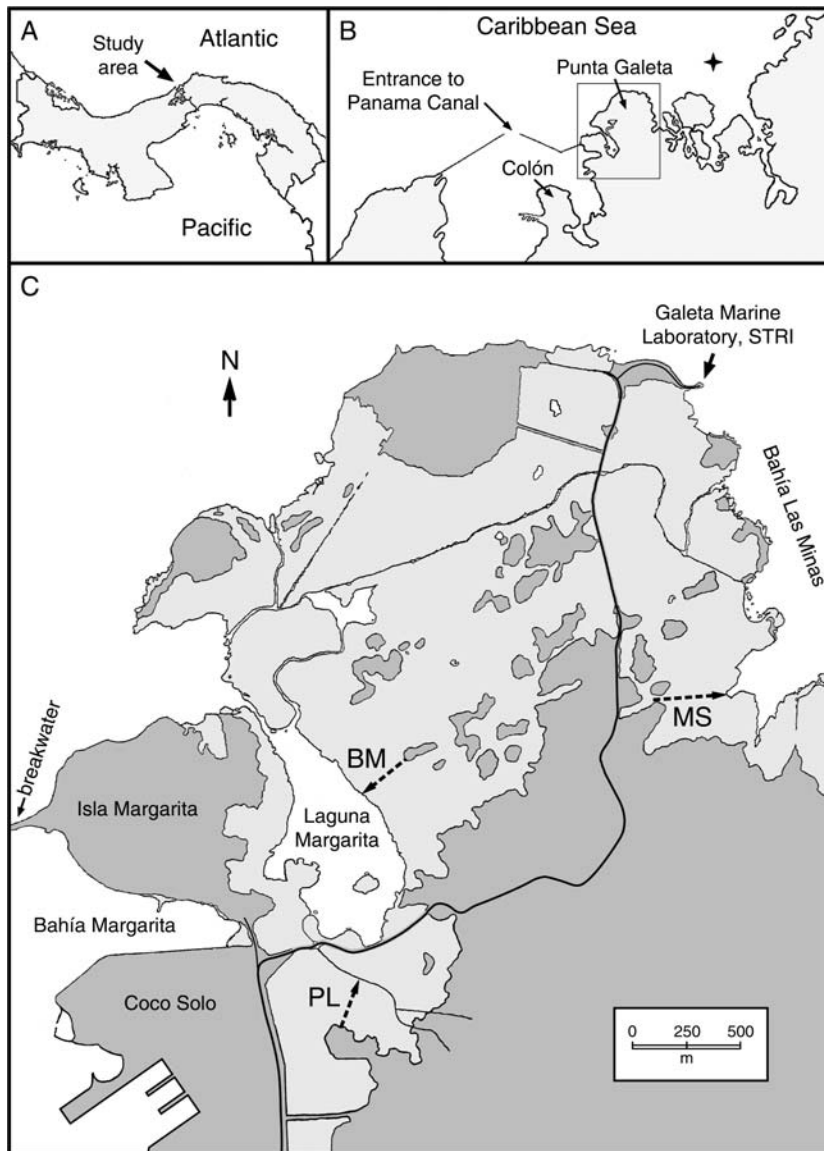 A
Atlantic
Study
area
Pacific
B
Caribbean Sea
Entrance to
Panama Canal
Punta Galeta
Colón
C
N
Galeta Marine
Laboratory, STRI
Bahía Las Minas
MS
BM
breakwater
Isla Margarita
Laguna
Margarita
Bahía Margarita
Coco Solo
PL
0 250 500
m